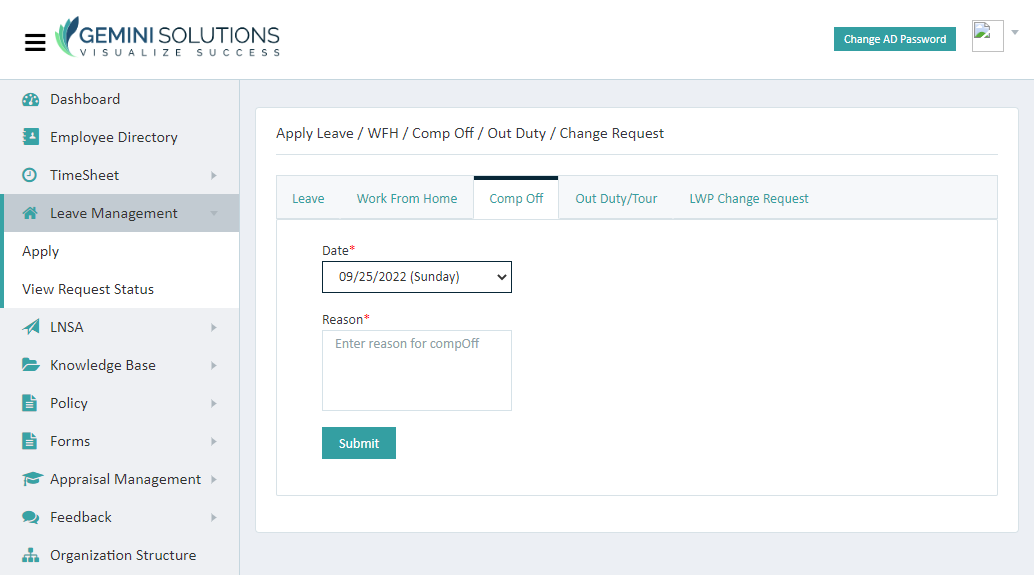 GEMINI SOLUTIONS
VISUALIZE SUCCESS
Change AD Password
Dashboard
Employee Directory
TimeSheet
Leave Management
Apply
View Request Status
LNSA
Knowledge Base
Policy
Forms
Appraisal Management
Feedback
Organization Structure
Apply Leave / WFH / Comp Off / Out Duty / Change Request
Leave Work From Home Comp Off Out Duty/Tour LWP Change Request
Date*
09/25/2022 (Sunday)
Reason*
Enter reason for compOff
Submit